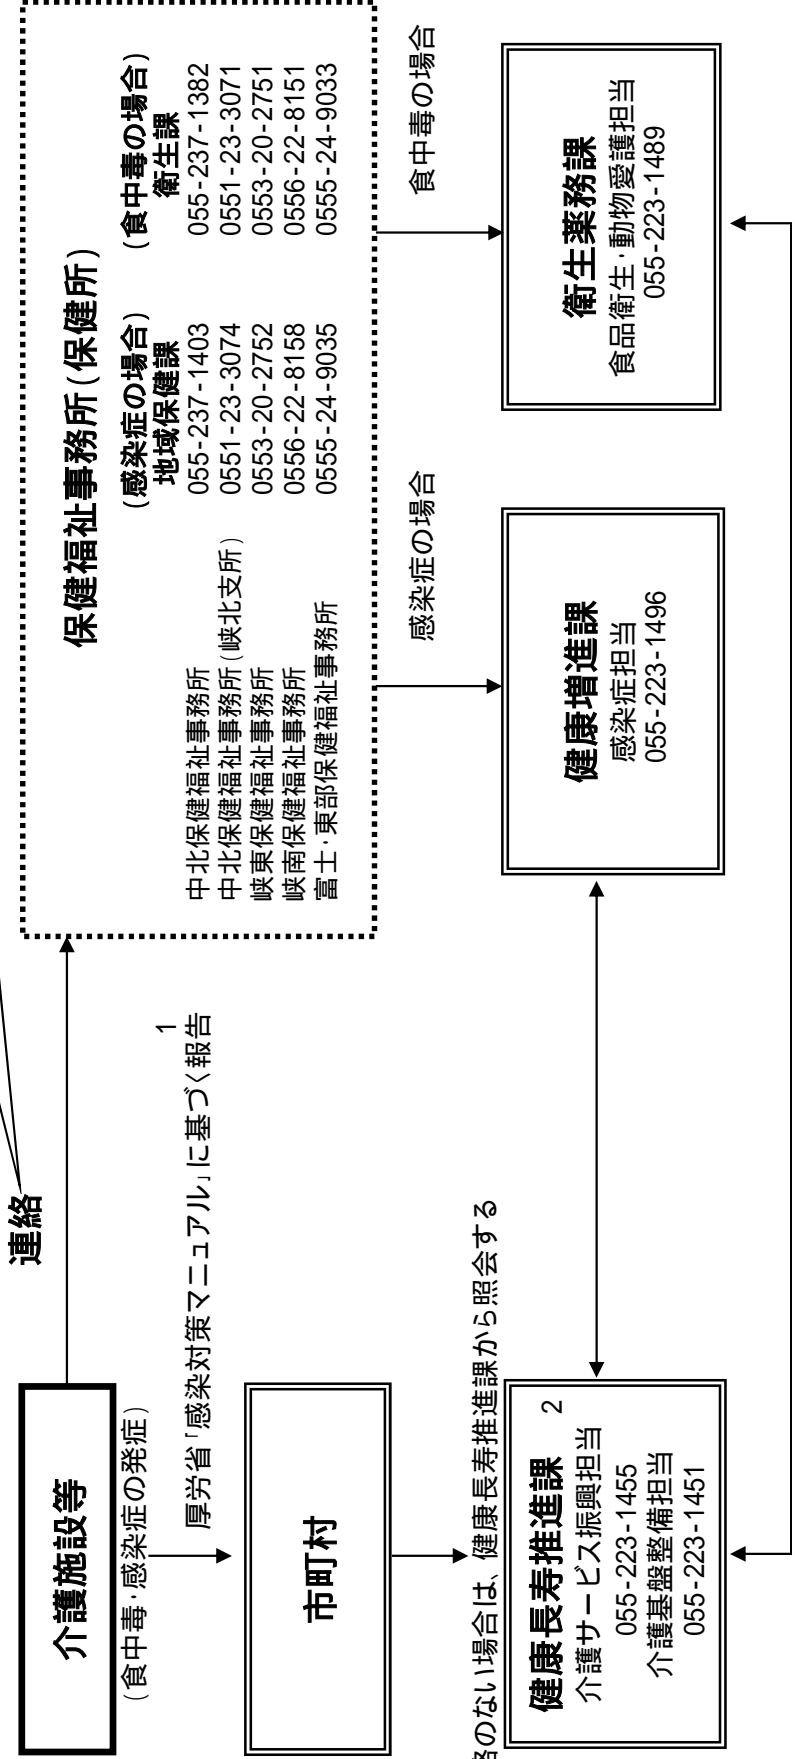 連絡
介護施設等
(食中毒・感染症の発症)
1
厚労省「感染対策マニュアル」に基づく報告
市町村
のない場合は、健康長寿推進課から照会する
健康長寿推進課 2
介護サービス振興担当
055-223-1455
介護基盤整備担当
055-223-1451
保健福祉事務所(保健所)
(感染症の場合) (食中毒の場合)
地域保健課 衛生課
中北保健福祉事務所 055-237-1403 055-237-1382
中北保健福祉事務所(峡北支所) 0551-23-3074 0551-23-3071
峡東保健福祉事務所 0553-20-2752 0553-20-2751
峡南保健福祉事務所 0556-22-8158 0556-22-8151
富士・東部保健福祉事務所 0555-24-9035 0555-24-9033
感染症の場合
食中毒の場合
健康増進課
感染症担当
055-223-1496
衛生薬務課
食品衛生・動物愛護担当
055-223-1489